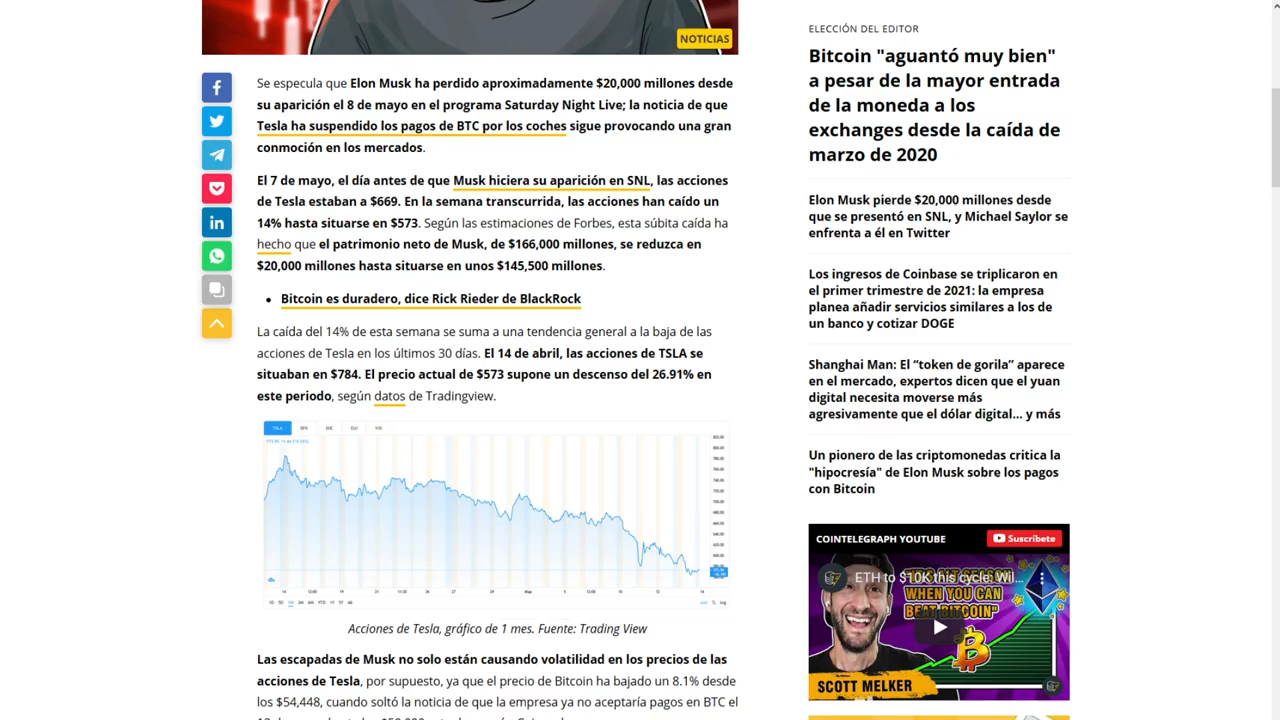 NOTICIAS
Se especula que Elon Musk ha perdido aproximadamente $20,000 millones desde
su aparición el 8 de mayo en el programa Saturday Night Live; la noticia de que
Tesla ha suspendido los pagos de BTC por los coches sigue provocando una gran
conmoción en los mercados.
El 7 de mayo, el día antes de que Musk hiciera su aparición en SNL, las acciones
de Tesla estaban a $669. En la semana transcurrida, las acciones han caído un
14% hasta situarse en $573. Según las estimaciones de Forbes, esta súbita caída ha
hecho que el patrimonio neto de Musk, de $166,000 millones, se reduzca en
$20,000 millones hasta situarse en unos $145,500 millones.
• Bitcoin es duradero, dice Rick Rieder de BlackRock
La caída del 14% de esta semana se suma a una tendencia general a la baja de las
acciones de Tesla en los últimos 30 días. El 14 de abril, las acciones de TSLA se
situaban en $784. El precio actual de $573 supone un descenso del 26.91% en
este periodo, según datos de Tradingview.
Acciones de Tesla, gráfico de 1 mes. Fuente: Trading View
Las escapadas de Musk no solo están causando volatilidad en los precios de las
acciones de Tesla, por supuesto, ya que el precio de Bitcoin ha bajado un 8.1% desde
los $54,448, cuando soltó la noticia de que la empresa ya no aceptaría pagos en BTC el
ELECCIÓN DEL EDITOR
Bitcoin "aguantó muy bien"
a pesar de la mayor entrada
de la moneda a los
exchanges desde la caída de
marzo de 2020
Elon Musk pierde $20,000 millones desde
que se presentó en SNL, y Michael Saylor se
enfrenta a él en Twitter
Los ingresos de Coinbase se triplicaron en
el primer trimestre de 2021: la empresa
planea añadir servicios similares a los de
un banco y cotizar DOGE
Shanghai Man: El “token de gorila” aparece
en el mercado, expertos dicen que el yuan
digital necesita moverse más
agresivamente que el dólar digital... y más
Un pionero de las criptomonedas critica la
"hipocresía" de Elon Musk sobre los pagos
con Bitcoin
COINTELEGRAPH YOUTUBE
Suscríbete
ETH to $10K this cycle! Wil...
WHEN YOU CAN
BEAT BITCOIN"
SCOTT MELKER